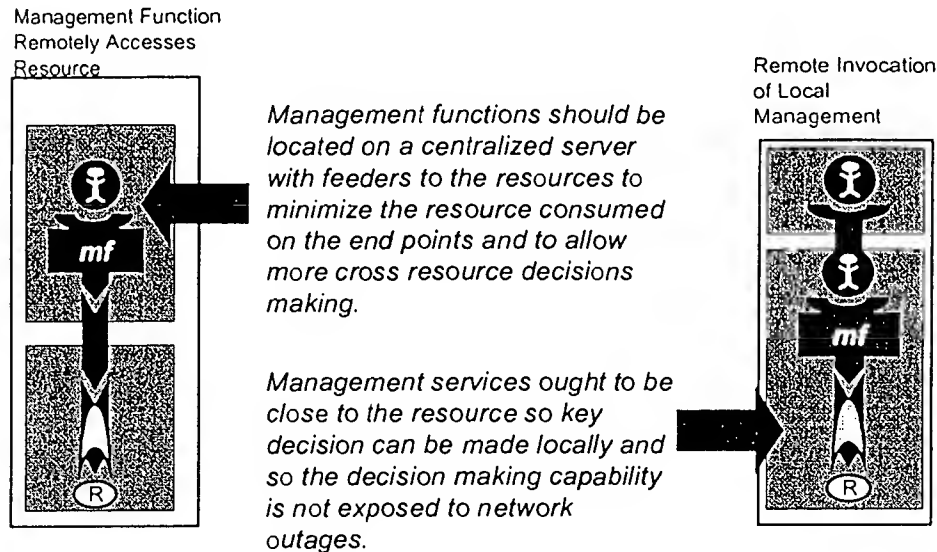 Management Function
Remotely Accesses
Resource
mf
R
Management functions should be
located on a centralized server
with feeders to the resources to
minimize the resource consumed
on the end points and to allow
more cross resource decisions
making.
Management services ought to be
close to the resource so key
decision can be made locally and
so the decision making capability
is not exposed to network
outages.
Remote Invocation
of Local
Management
mf
R